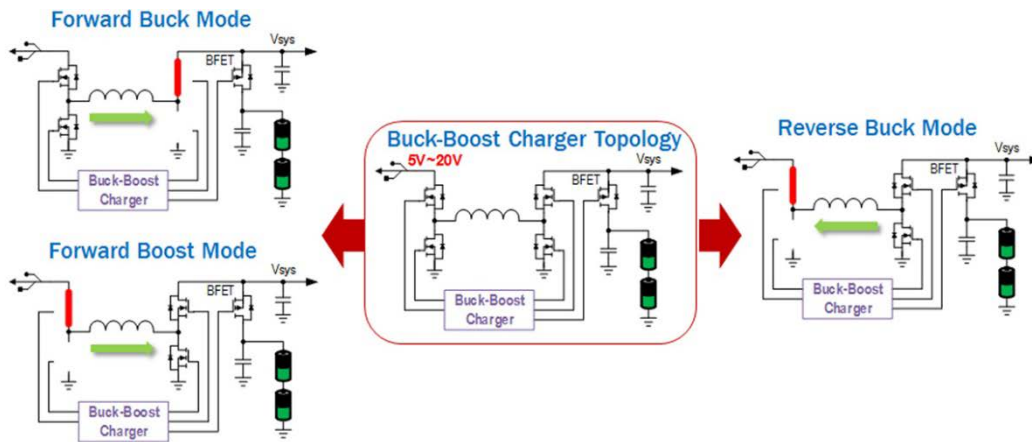 Forward Buck Mode
Vsys
BFET
Buck-Boost
Charger
Forward Boost Mode
Vsys
BFET
Buck-Boost
Charger
Buck-Boost Charger Topology
5V~20V
Vsys
BFET
Buck-Boost
Charger
Reverse Buck Mode
Vsys
BFET
Buck-Boost
Charger